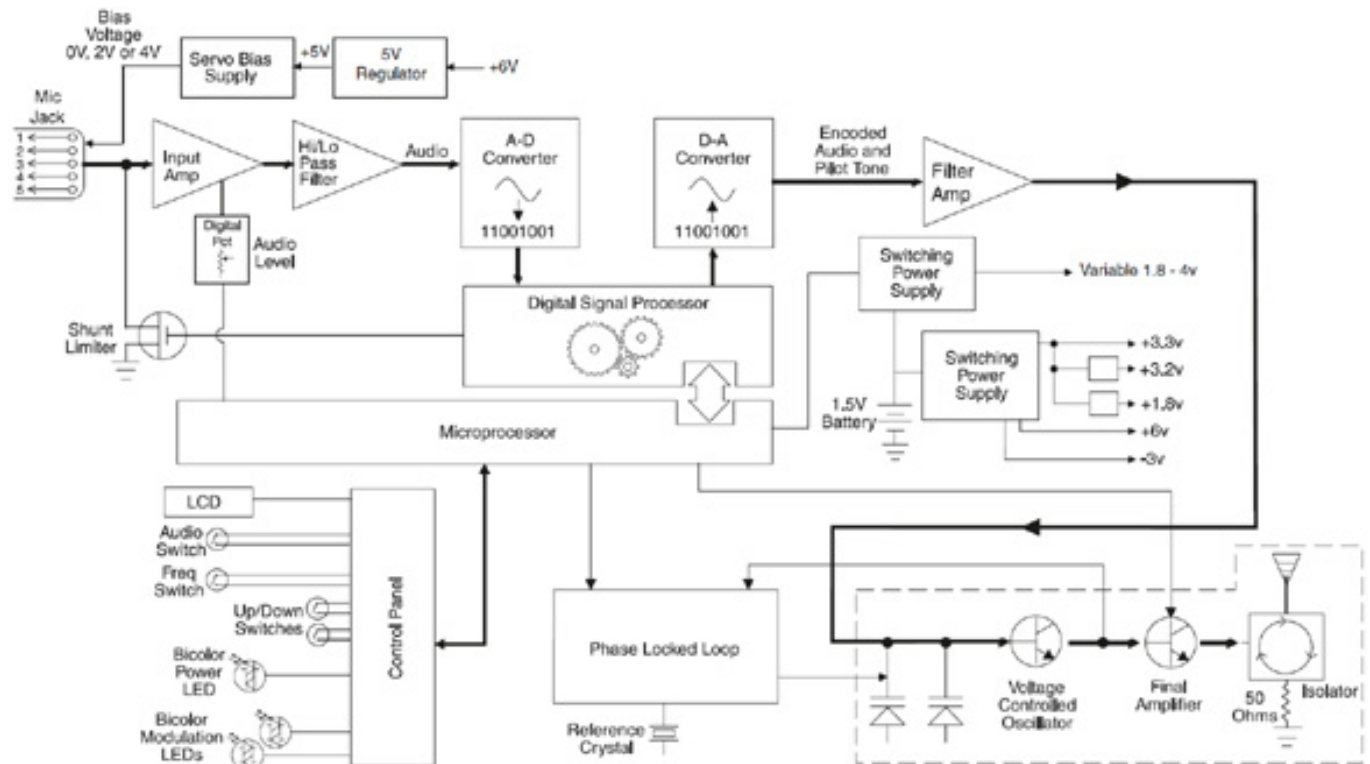 Bias
Voltage
0V, 2V or 4V
Servo Bias
Supply
+5V
5V
Regulator
+6V
Mic
Jack
1
2
3
4
5
Input
Amp
Hi/Lo
Pass
Filter
Audio
A-D
Converter
11001001
D-A
Converter
11001001
Encoded
Audio and
Pilot Tone
Filter
Amp
Digital
Pot
Audio
Level
Shunt
Limiter
Digital Signal Processor
Switching
Power
Supply
Variable 1.8 - 4v
Switching
Power
Supply
+3.3v
+3.2v
+1.8v
+6v
-3v
1.5V
Battery
Microprocessor
LCD
Audio
Switch
Freq
Switch
Up/Down
Switches
Bicolor
Power
LED
Bicolor
Modulation
LEDs
Control Panel
Phase Locked Loop
Reference
Crystal
Voltage
Controlled
Oscillator
Final
Amplifier
50
Ohms
Isolator